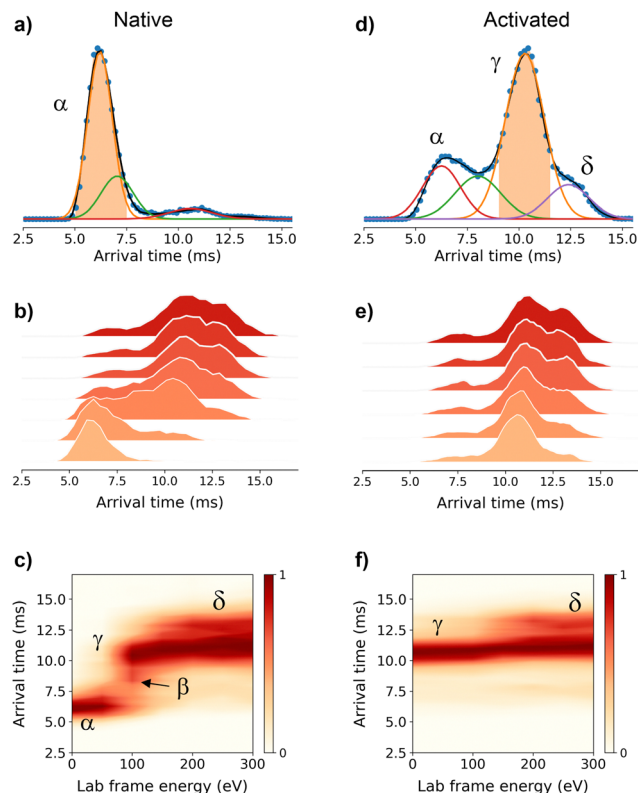 Native
Activated
a)
α
2.5 5.0 7.5 10.0 12.5 15.0
Arrival time (ms)
d)
γ
α
δ
2.5 5.0 7.5 10.0 12.5 15.0
Arrival time (ms)
b)
2.5 5.0 7.5 10.0 12.5 15.0
Arrival time (ms)
e)
2.5 5.0 7.5 10.0 12.5 15.0
Arrival time (ms)
c)
Arrival time (ms)
15.0
12.5
10.0
7.5
5.0
2.5
δ
γ
β
α
0 100 200 300
Lab frame energy (eV)
1
0
f)
Arrival time (ms)
15.0
12.5
10.0
7.5
5.0
2.5
δ
γ
0 100 200 300
Lab frame energy (eV)
1
0